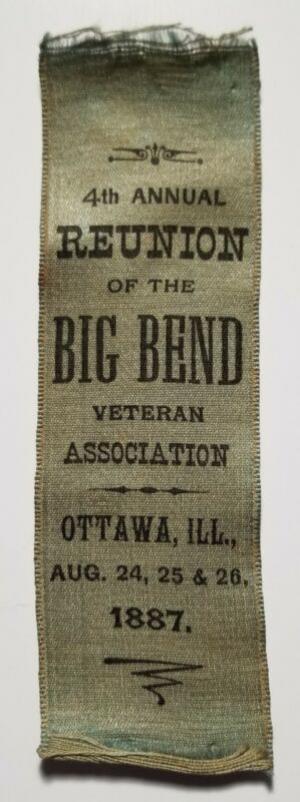 4th ANNUAL
REUNION
OF THE
BIG BEND
VETERAN
ASSOCIATION
OTTAWA, ILL.,
AUG. 24, 25 & 26,
1887.